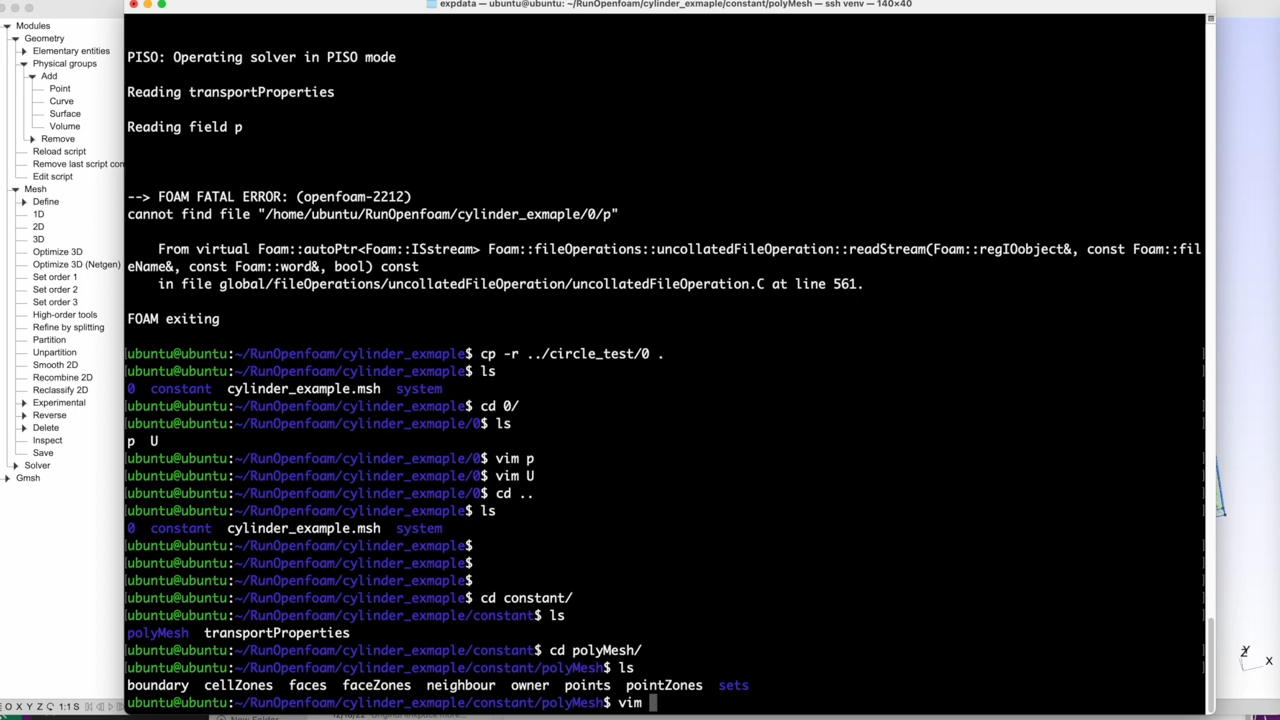 expdata — ubuntu@ubuntu: ~/RunOpenfoam/cylinder_exmaple/constant/polyMesh — ssh venv — 140×40
Modules
Geometry
Elementary entities
Physical groups
Add
Point
Curve
Surface
Volume
Remove
Reload script
Remove last script con
Edit script
Mesh
Define
1D
2D
3D
Optimize 3D
Optimize 3D (Netgen)
Set order 1
Set order 2
Set order 3
High-order tools
Refine by splitting
Partition
Unpartition
Smooth 2D
Recombine 2D
Reclassify 2D
Experimental
Reverse
Delete
Inspect
Save
Solver
Gmsh
PISO: Operating solver in PISO mode
Reading transportProperties
Reading field p
--> FOAM FATAL ERROR: (openfoam-2212)
cannot find file "/home/ubuntu/RunOpenfoam/cylinder_exmaple/0/p"
From virtual Foam::autoPtr<Foam::ISstream> Foam::fileOperations::uncollatedFileOperation::readStream(Foam::regIOobject&, const Foam::fil
eName&, const Foam::word&, bool) const
in file global/fileOperations/uncollatedFileOperation/uncollatedFileOperation.C at line 561.
FOAM exiting
ubuntu@ubuntu:~/RunOpenfoam/cylinder_exmaple$ cp -r ../circle_test/0 .
ubuntu@ubuntu:~/RunOpenfoam/cylinder_exmaple$ ls
0 constant cylinder_example.msh system
ubuntu@ubuntu:~/RunOpenfoam/cylinder_exmaple$ cd 0/
ubuntu@ubuntu:~/RunOpenfoam/cylinder_exmaple/0$ ls
p U
ubuntu@ubuntu:~/RunOpenfoam/cylinder_exmaple/0$ vim p
ubuntu@ubuntu:~/RunOpenfoam/cylinder_exmaple/0$ vim U
ubuntu@ubuntu:~/RunOpenfoam/cylinder_exmaple/0$ cd ..
ubuntu@ubuntu:~/RunOpenfoam/cylinder_exmaple$ ls
0 constant cylinder_example.msh system
ubuntu@ubuntu:~/RunOpenfoam/cylinder_exmaple$
ubuntu@ubuntu:~/RunOpenfoam/cylinder_exmaple$
ubuntu@ubuntu:~/RunOpenfoam/cylinder_exmaple$
ubuntu@ubuntu:~/RunOpenfoam/cylinder_exmaple$ cd constant/
ubuntu@ubuntu:~/RunOpenfoam/cylinder_exmaple/constant$ ls
polyMesh transportProperties
ubuntu@ubuntu:~/RunOpenfoam/cylinder_exmaple/constant$ cd polyMesh/
ubuntu@ubuntu:~/RunOpenfoam/cylinder_exmaple/constant/polyMesh$ ls
boundary cellZones faces faceZones neighbour owner points pointZones sets
ubuntu@ubuntu:~/RunOpenfoam/cylinder_exmaple/constant/polyMesh$ vim
Y
Z
X
O X Y Z 1:1 S
New Folder